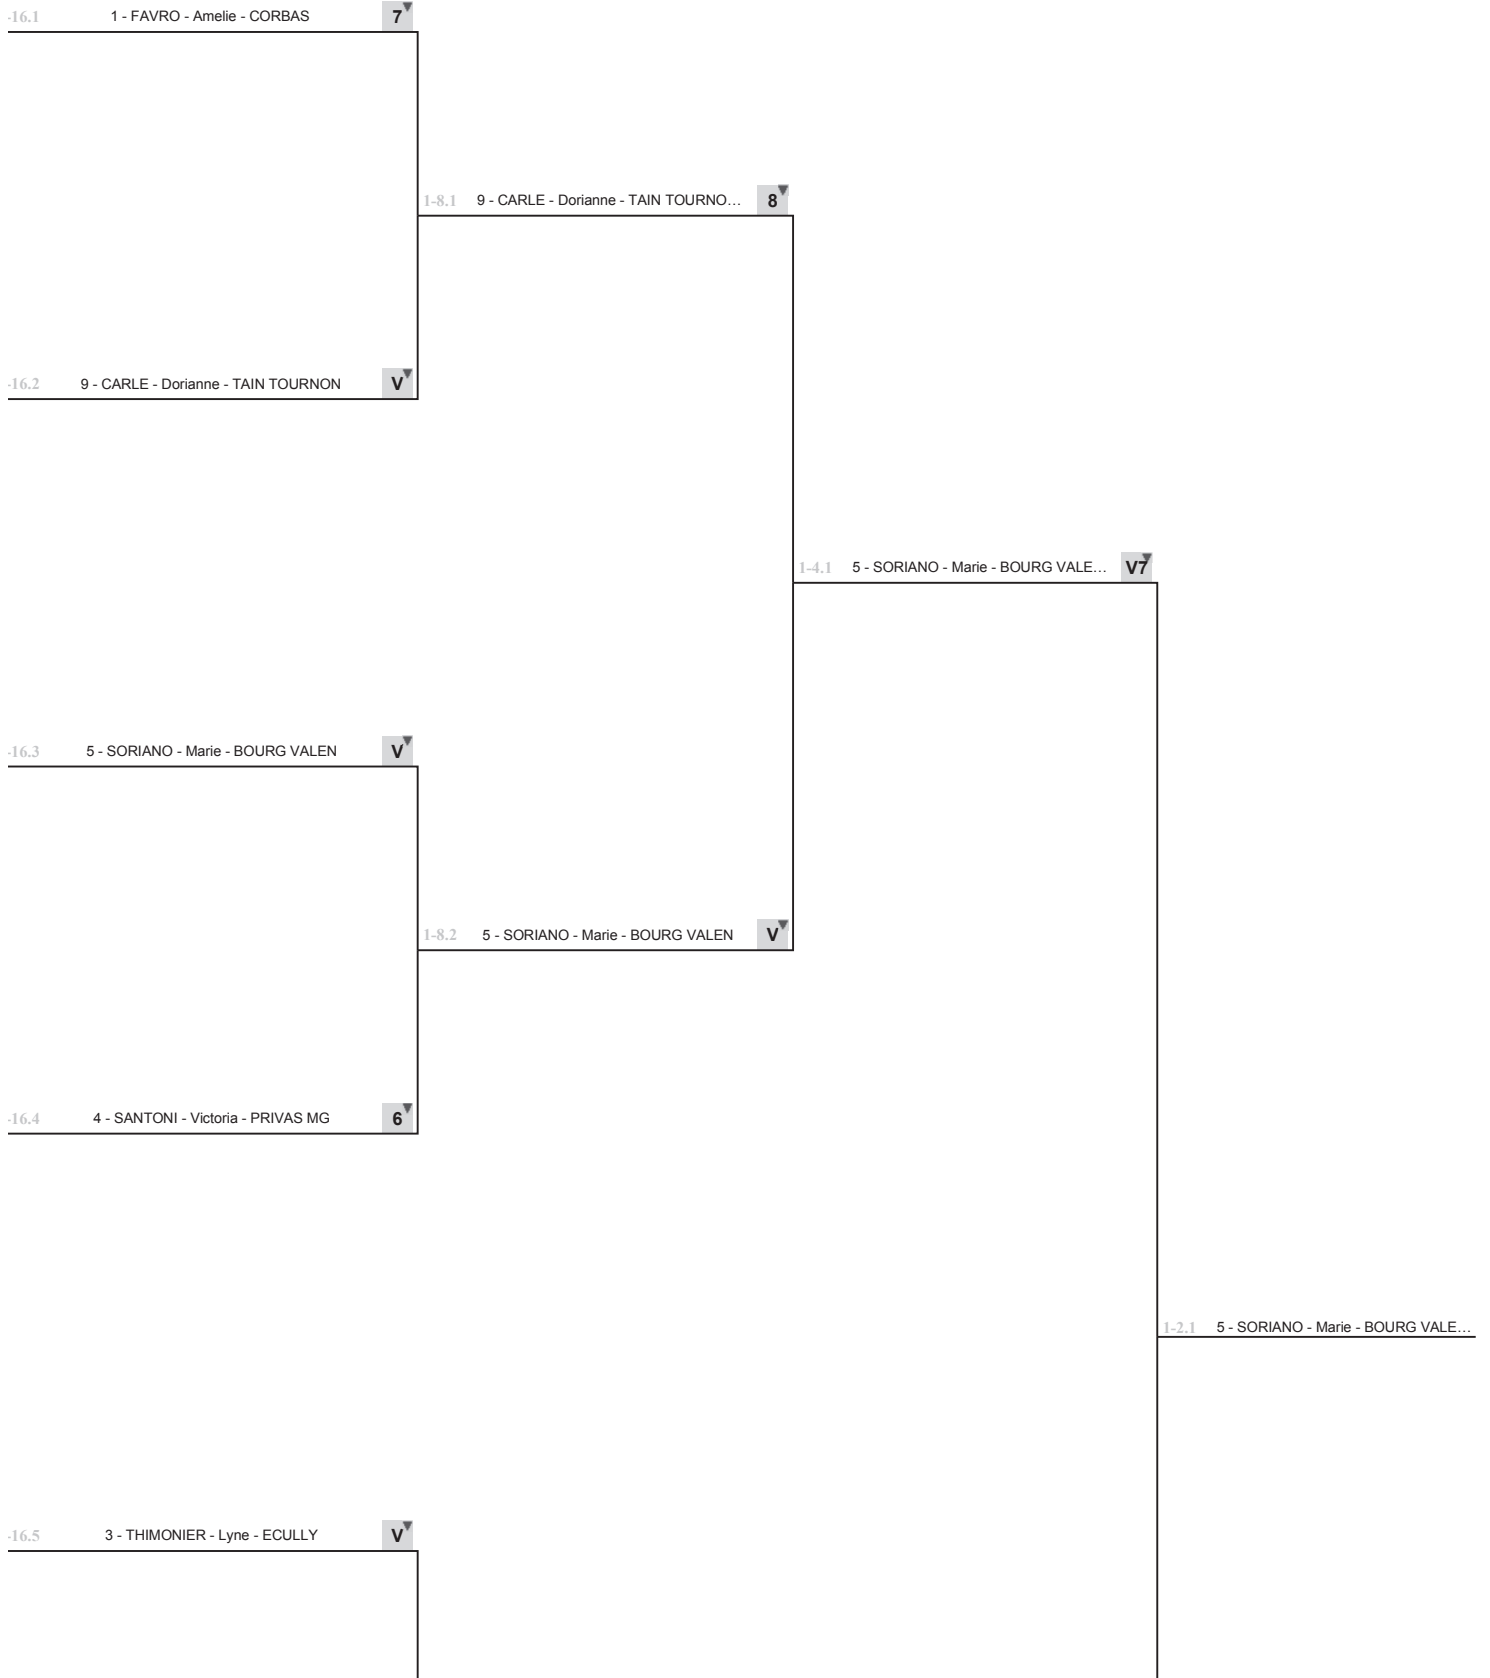 -16.1 1 - FAVRO - Amelie - CORBAS 7
1-8.1 9 - CARLE - Dorianne - TAIN TOURNO… 8
-16.2 9 - CARLE - Dorianne - TAIN TOURNON V
1-4.1 5 - SORIANO - Marie - BOURG VALE… V7
-16.3 5 - SORIANO - Marie - BOURG VALEN V
1-8.2 5 - SORIANO - Marie - BOURG VALEN V
-16.4 4 - SANTONI - Victoria - PRIVAS MG 6
1-2.1 5 - SORIANO - Marie - BOURG VALE…
-16.5 3 - THIMONIER - Lyne - ECULLY V